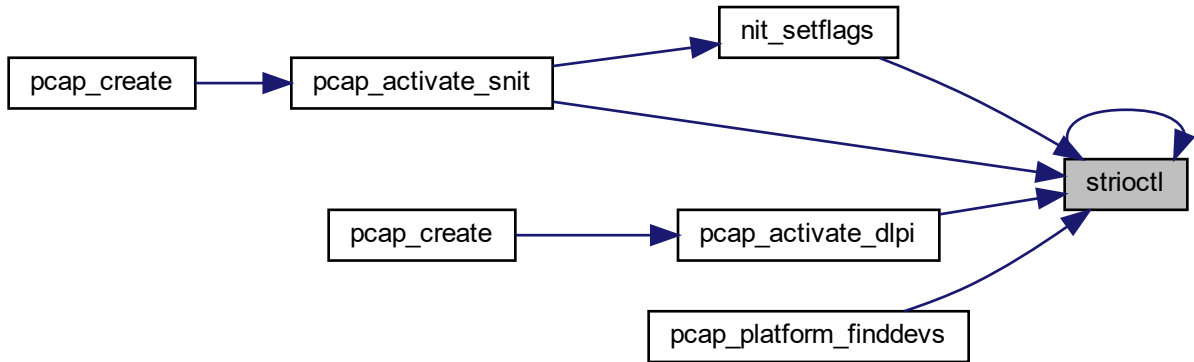 nit_setflags
pcap_create
pcap_activate_snit
strioctl
pcap_create
pcap_activate_dlpi
pcap_platform_finddevs